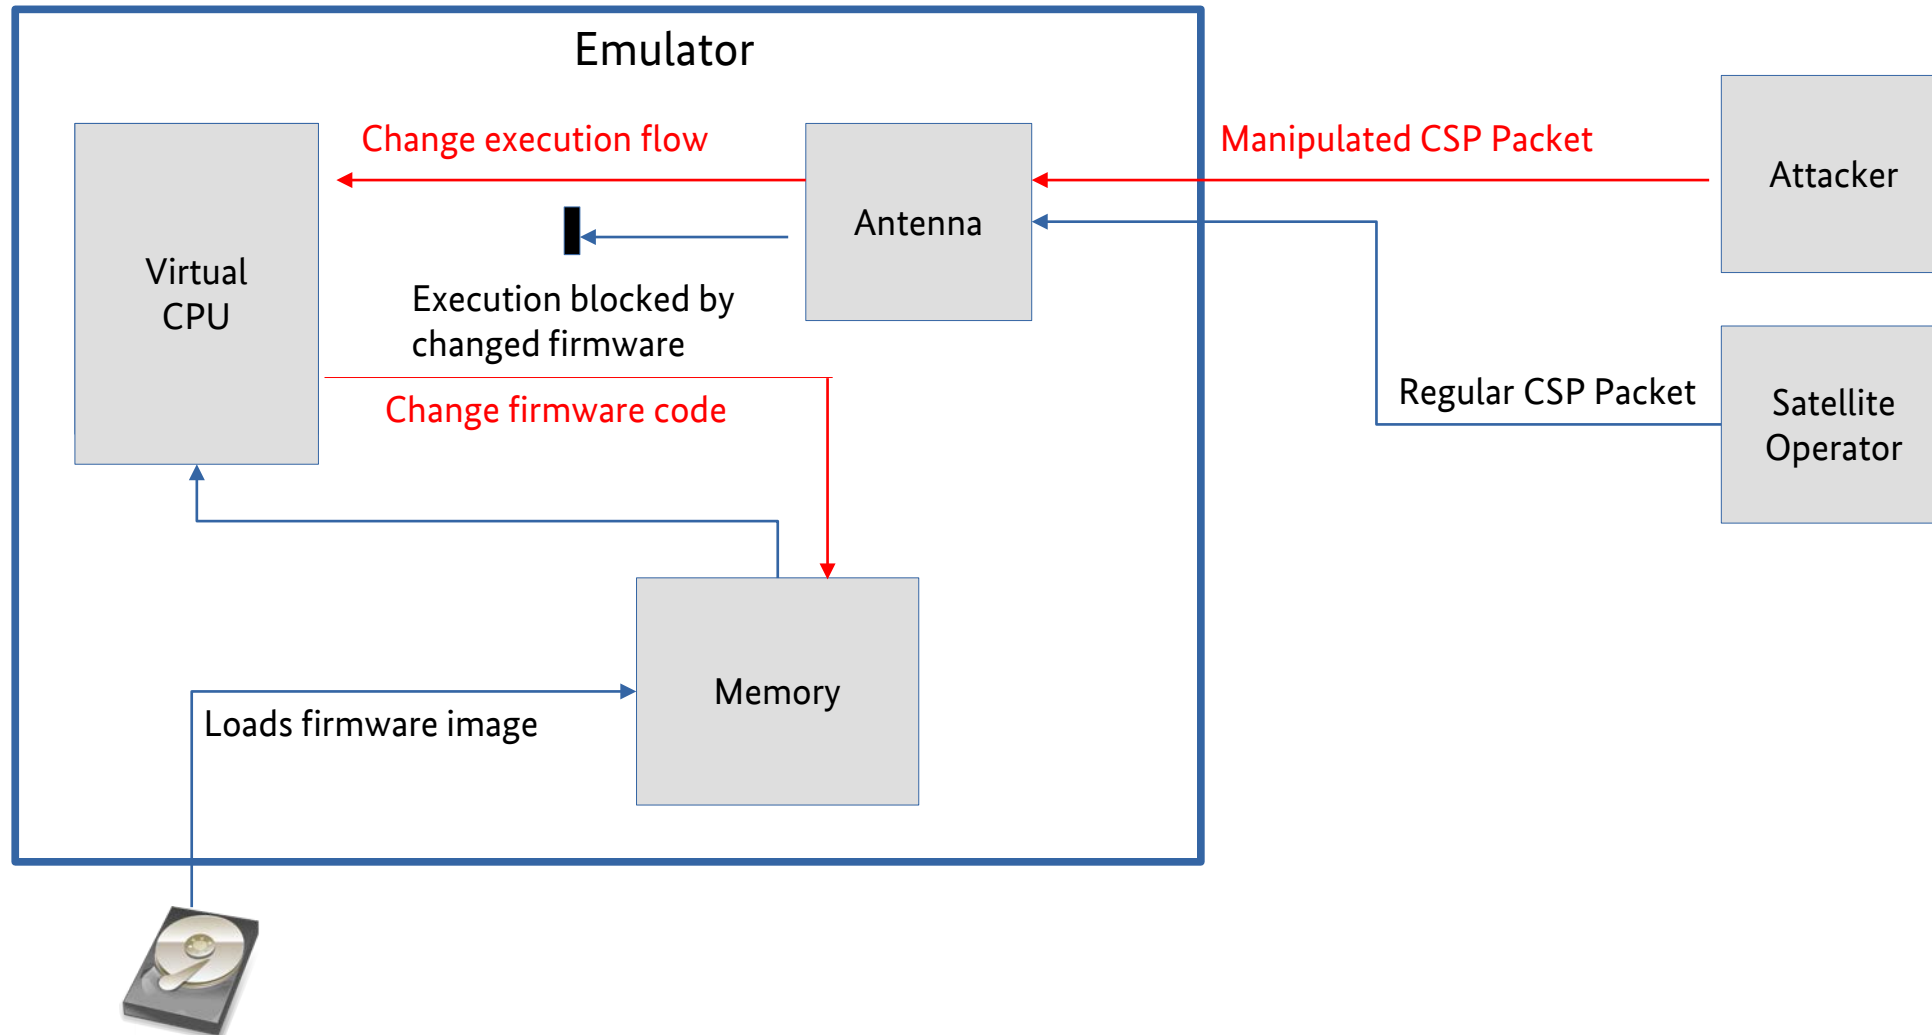 Emulator
Change execution flow
Manipulated CSP Packet
Attacker
Antenna
Virtual
CPU
Execution blocked by
changed firmware
Change firmware code
Regular CSP Packet
Satellite
Operator
Memory
Loads firmware image